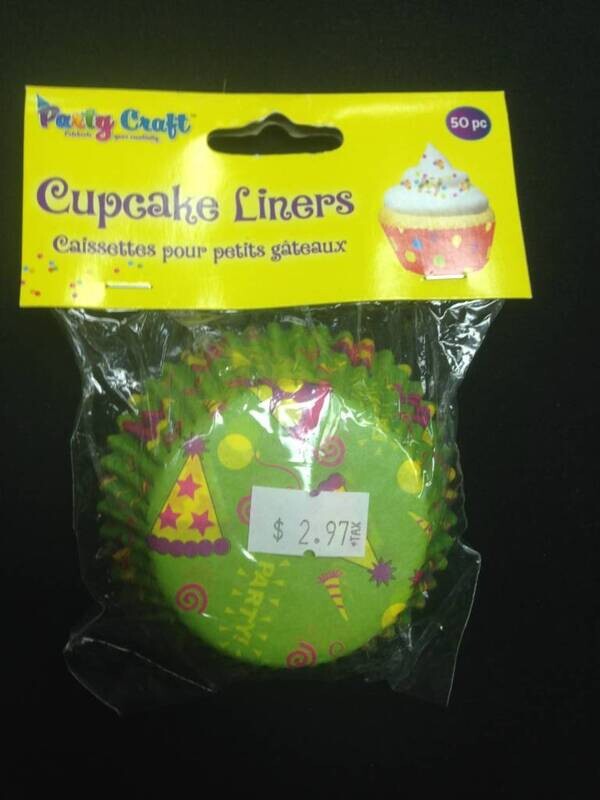 Party Craft
50 pc
Cupcake Liners
Caissettes pour petits gâteaux
$ 2.97
+TAX
PARTY!